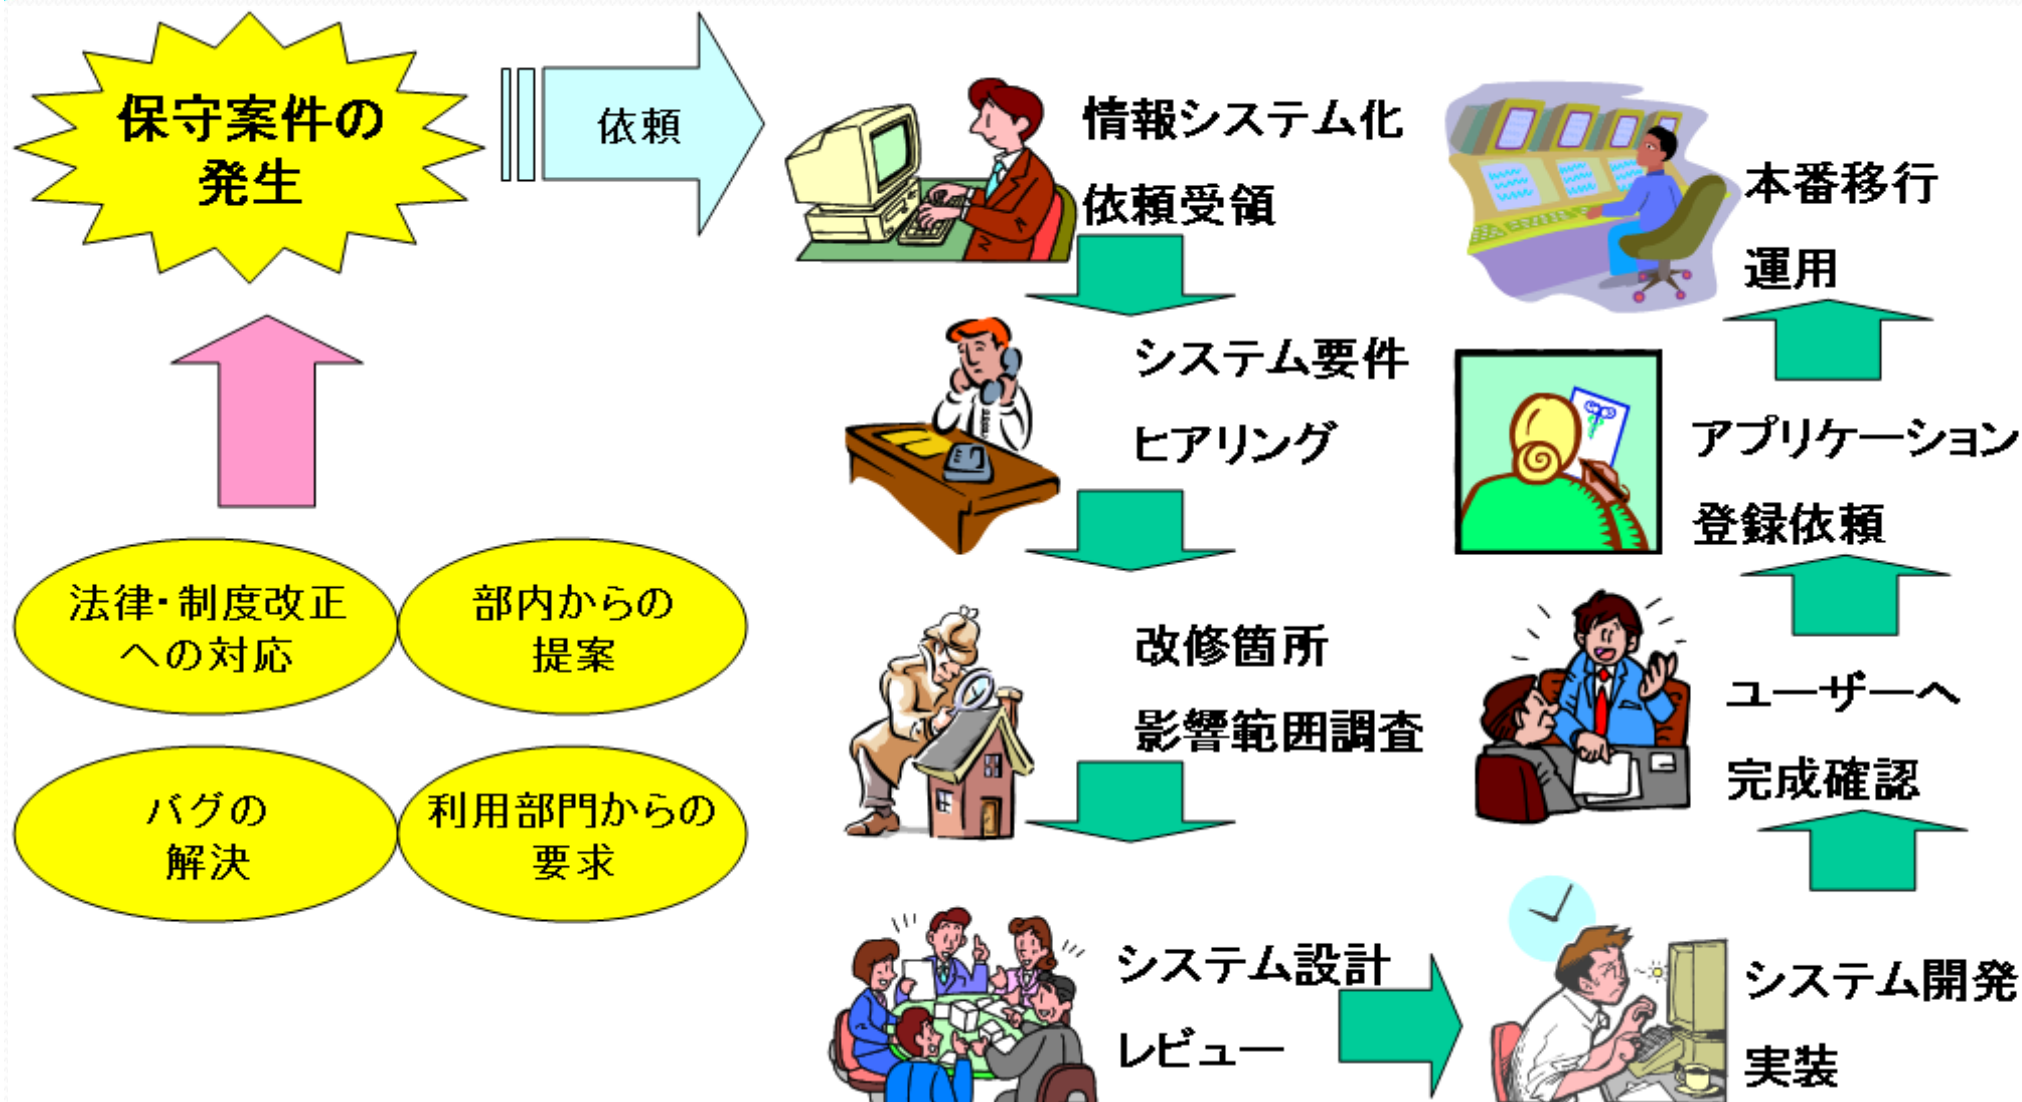 保守案件の
発生
依頼
法律・制度改正
への対応
部内からの
提案
バグの
解決
利用部門からの
要求
情報システム化
依頼受領
システム要件
ヒアリング
改修箇所
影響範囲調査
システム設計
レビュー
システム開発
実装
ユーザーへ
完成確認
アプリケーション
登録依頼
本番移行
運用